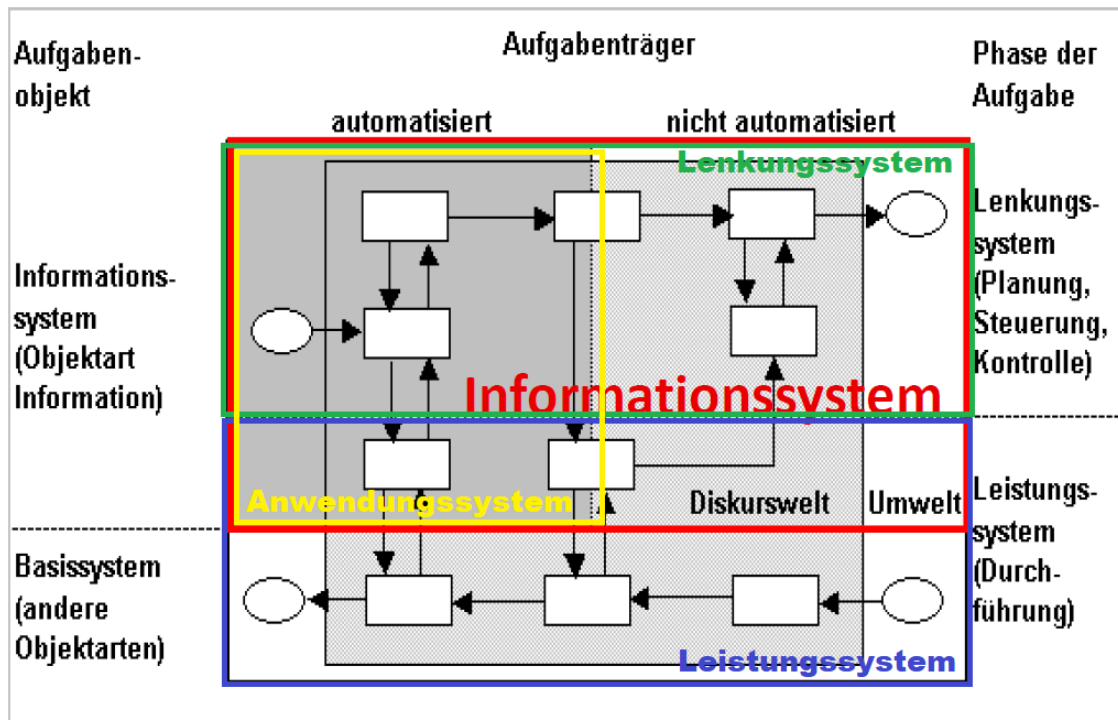 Aufgaben-
objekt
Aufgabenträger
Phase der
Aufgabe
automatisiert
nicht automatisiert
Lenkungssystem
Lenkungs-
system
(Planung,
Steuerung,
Kontrolle)
Informations-
system
(Objektart
Information)
Informationssystem
Anwendungssystem
Diskurswelt
Umwelt
Leistungs-
system
(Durch-
führung)
Basissystem
(andere
Objektarten)
Leistungssystem